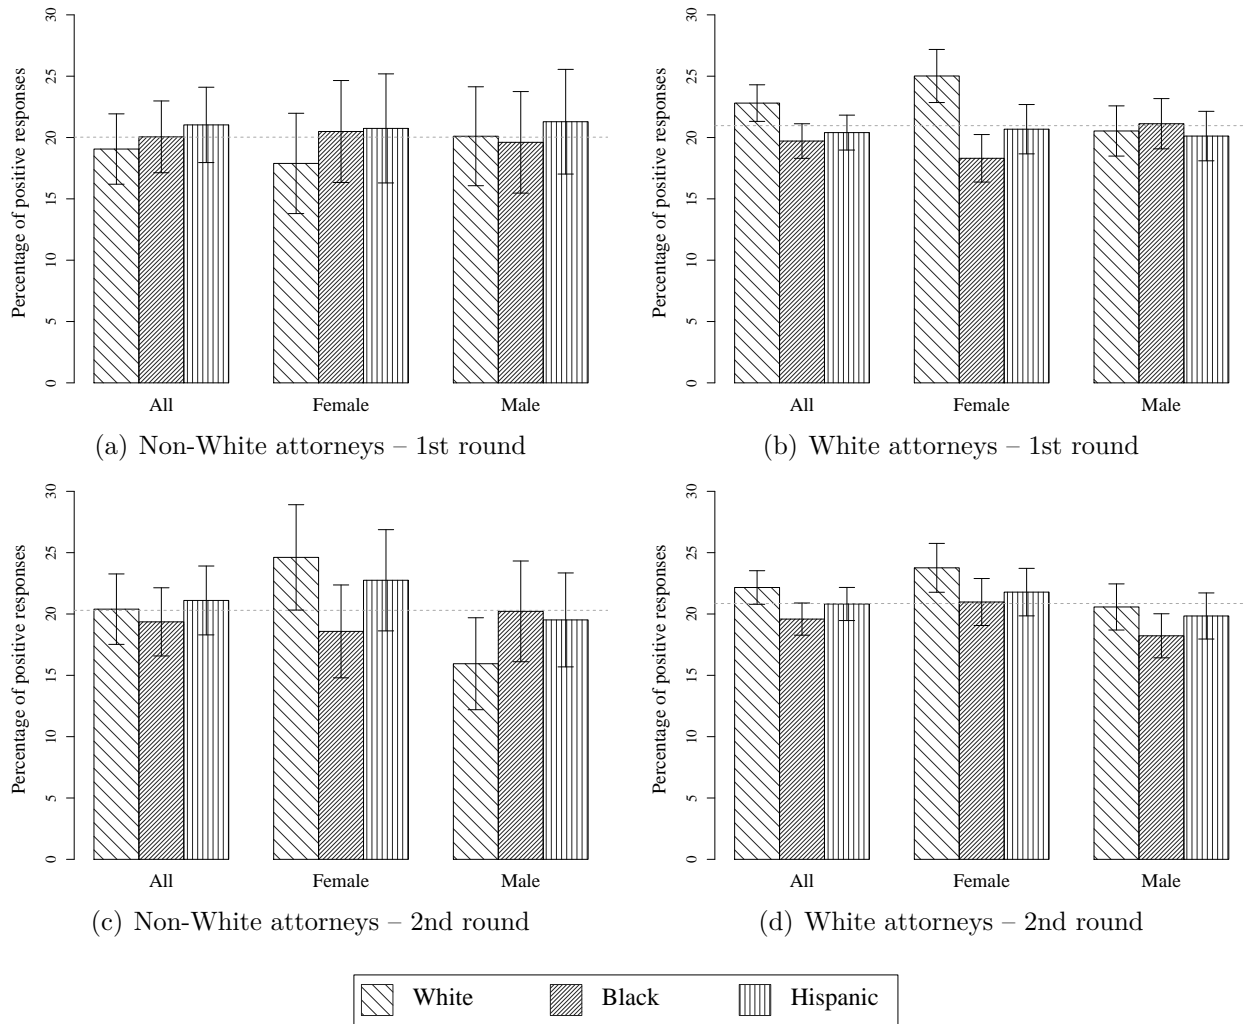 Percentage of positive responses
30
25
20
15
10
5
0
All Female Male
(a) Non-White attorneys – 1st round
Percentage of positive responses
30
25
20
15
10
5
0
All Female Male
(b) White attorneys – 1st round
Percentage of positive responses
30
25
20
15
10
5
0
All Female Male
(c) Non-White attorneys – 2nd round
Percentage of positive responses
30
25
20
15
10
5
0
All Female Male
(d) White attorneys – 2nd round
White Black Hispanic